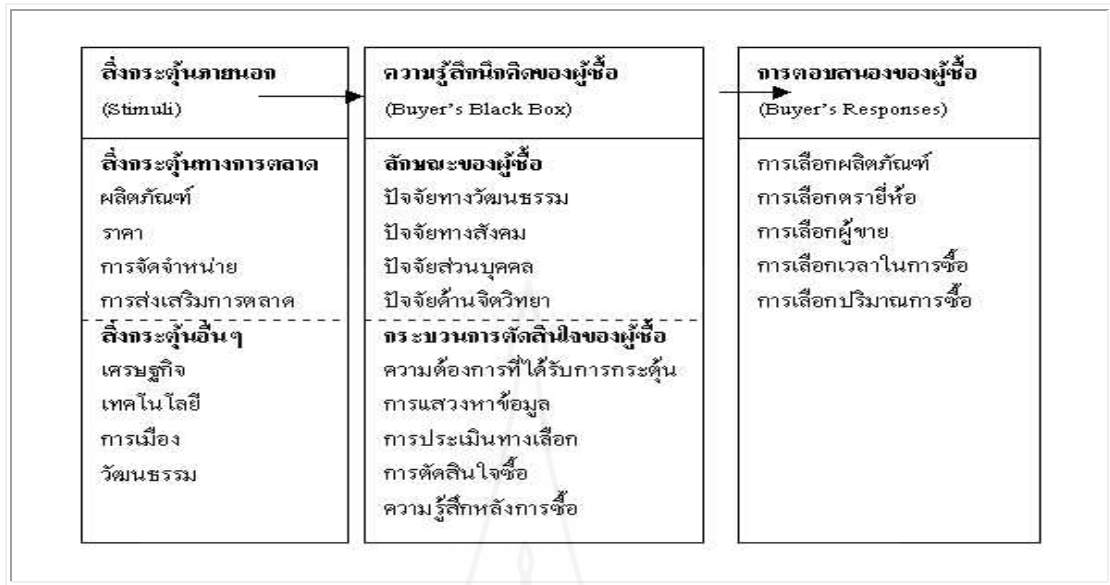 สิ่งกระตุ้นภายนอก
(Stimuli)
สิ่งกระตุ้นทางการตลาด
ผลิตภัณฑ์
ราคา
การจัดจำหน่าย
การส่งเสริมการตลาด
สิ่งกระตุ้นอื่นๆ
เศรษฐกิจ
เทคโนโลยี
การเมือง
วัฒนธรรม
ความรู้สึกนึกคิดของผู้ซื้อ
(Buyer's Black Box)
ลักษณะของผู้ซื้อ
ปัจจัยทางวัฒนธรรม
ปัจจัยทางสังคม
ปัจจัยส่วนบุคคล
ปัจจัยด้านจิตวิทยา
กระบวนการตัดสินใจของผู้ซื้อ
ความต้องการที่ได้รับการกระตุ้น
การแสวงหาข้อมูล
การประเมินทางเลือก
การตัดสินใจซื้อ
ความรู้สึกหลังการซื้อ
การตอบสนองของผู้ซื้อ
(Buyer's Responses)
การเลือกผลิตภัณฑ์
การเลือกตรายี่ห้อ
การเลือกผู้ขาย
การเลือกเวลาในการซื้อ
การเลือกปริมาณการซื้อ